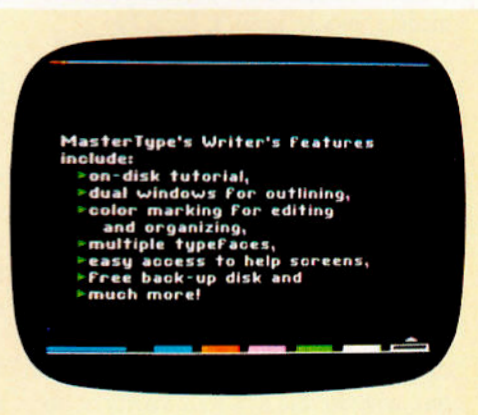 MasterType's Writer's features
include:
▸on-disk tutorial,
▸dual windows for outlining,
▸color marking for editing
and organizing,
▸multiple typefaces,
▸easy access to help screens,
▸free back-up disk and
▸much more!